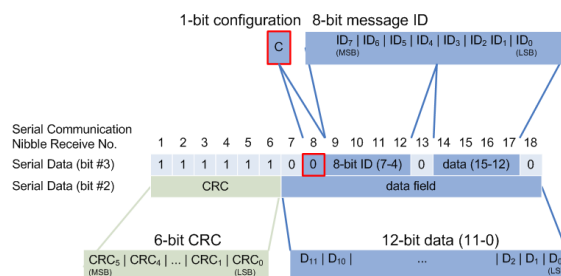 1-bit configuration 8-bit message ID
C
ID7 | ID6 | ID5 | ID4 | ID3 | ID2 ID1 | ID0
(MSB) (LSB)
Serial Communication
Nibble Receive No.
1 2 3 4 5 6 7 8 9 10 11 12 13 14 15 16 17 18
Serial Data (bit #3) 1 1 1 1 1 1 0 0 8-bit ID (7-4) 0 data (15-12) 0
Serial Data (bit #2) CRC data field
6-bit CRC 12-bit data (11-0)
CRC5 | CRC4 | ... | CRC1 | CRC0 D11 | D10 | ... | D2 | D1 | D0
(MSB) (LSB) (LS